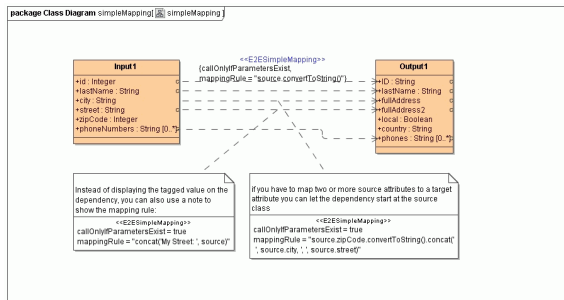 package Class Diagram simpleMapping[ simpleMapping ]
<<E2ESimpleMapping>>
{callOnlyIfParametersExist,
mappingRule = "source.convertToString()"}
Input1
+id : Integer
+lastName : String
+city : String
+street : String
+zipCode : Integer
+phoneNumbers : String [0..*]
Output1
+ID : String
+lastName : String
+fullAddress
+fullAddress2
+local : Boolean
+country : String
+phones : String [0..*]
Instead of displaying the tagged value on the
dependency, you can also use a note to
show the mapping rule:
<<E2ESimpleMapping>>
callOnlyIfParametersExist = true
mappingRule = "concat('My Street: ', source)"
if you have to map two or more source attributes to a target
attribute you can let the dependency start at the source
class
<<E2ESimpleMapping>>
callOnlyIfParametersExist = true
mappingRule = "source.zipCode.convertToString().concat('
', source.city, ', ', source.street)"